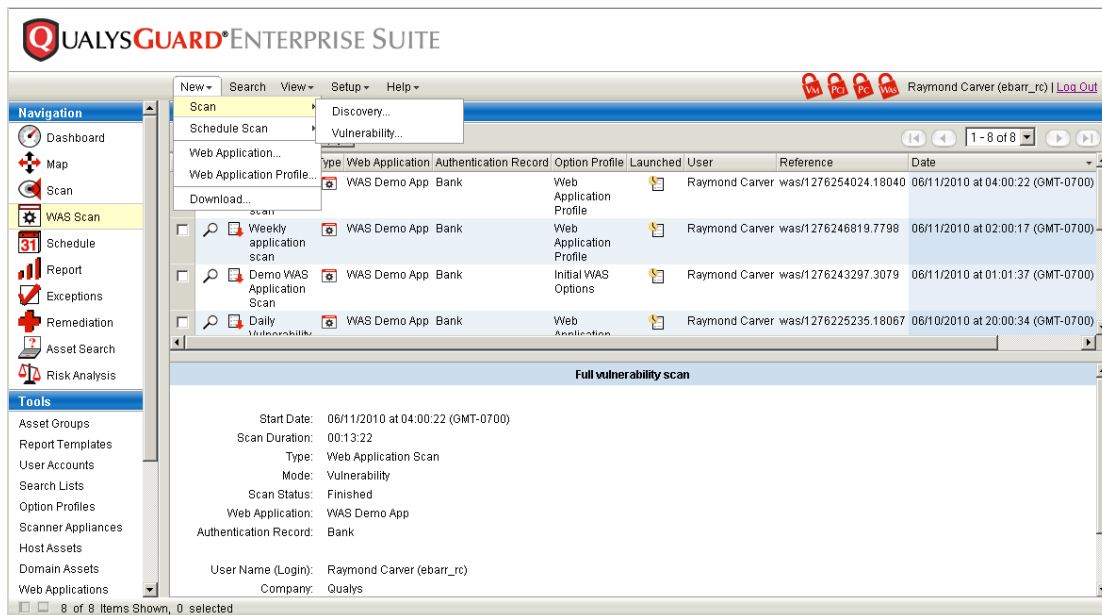 QUALYSGUARD® ENTERPRISE SUITE
New Search View Setup Help
VM PCI PC WAS Raymond Carver (ebarr_rc) | Log Out
Scan
Schedule Scan
Web Application...
Web Application Profile...
Download...
Discovery...
Vulnerability...
Navigation
Dashboard
Map
Scan
WAS Scan
31 Schedule
Report
Exceptions
Remediation
Asset Search
Risk Analysis
Tools
Asset Groups
Report Templates
User Accounts
Search Lists
Option Profiles
Scanner Appliances
Host Assets
Domain Assets
Web Applications
1 - 8 of 8
Type Web Application Authentication Record Option Profile Launched User Reference Date
scan WAS Demo App Bank Web Application Profile Raymond Carver was/1276254024.18040 06/11/2010 at 04:00:22 (GMT-0700)
Weekly application scan WAS Demo App Bank Web Application Profile Raymond Carver was/1276246819.7798 06/11/2010 at 02:00:17 (GMT-0700)
Demo WAS Application Scan WAS Demo App Bank Initial WAS Options Raymond Carver was/1276243297.3079 06/11/2010 at 01:01:37 (GMT-0700)
Daily Vulnerability WAS Demo App Bank Web Application Raymond Carver was/1276225235.18067 06/10/2010 at 20:00:34 (GMT-0700)
Full vulnerability scan
Start Date: 06/11/2010 at 04:00:22 (GMT-0700)
Scan Duration: 00:13:22
Type: Web Application Scan
Mode: Vulnerability
Scan Status: Finished
Web Application: WAS Demo App
Authentication Record: Bank
User Name (Login): Raymond Carver (ebarr_rc)
Company: Qualys
8 of 8 Items Shown, 0 selected